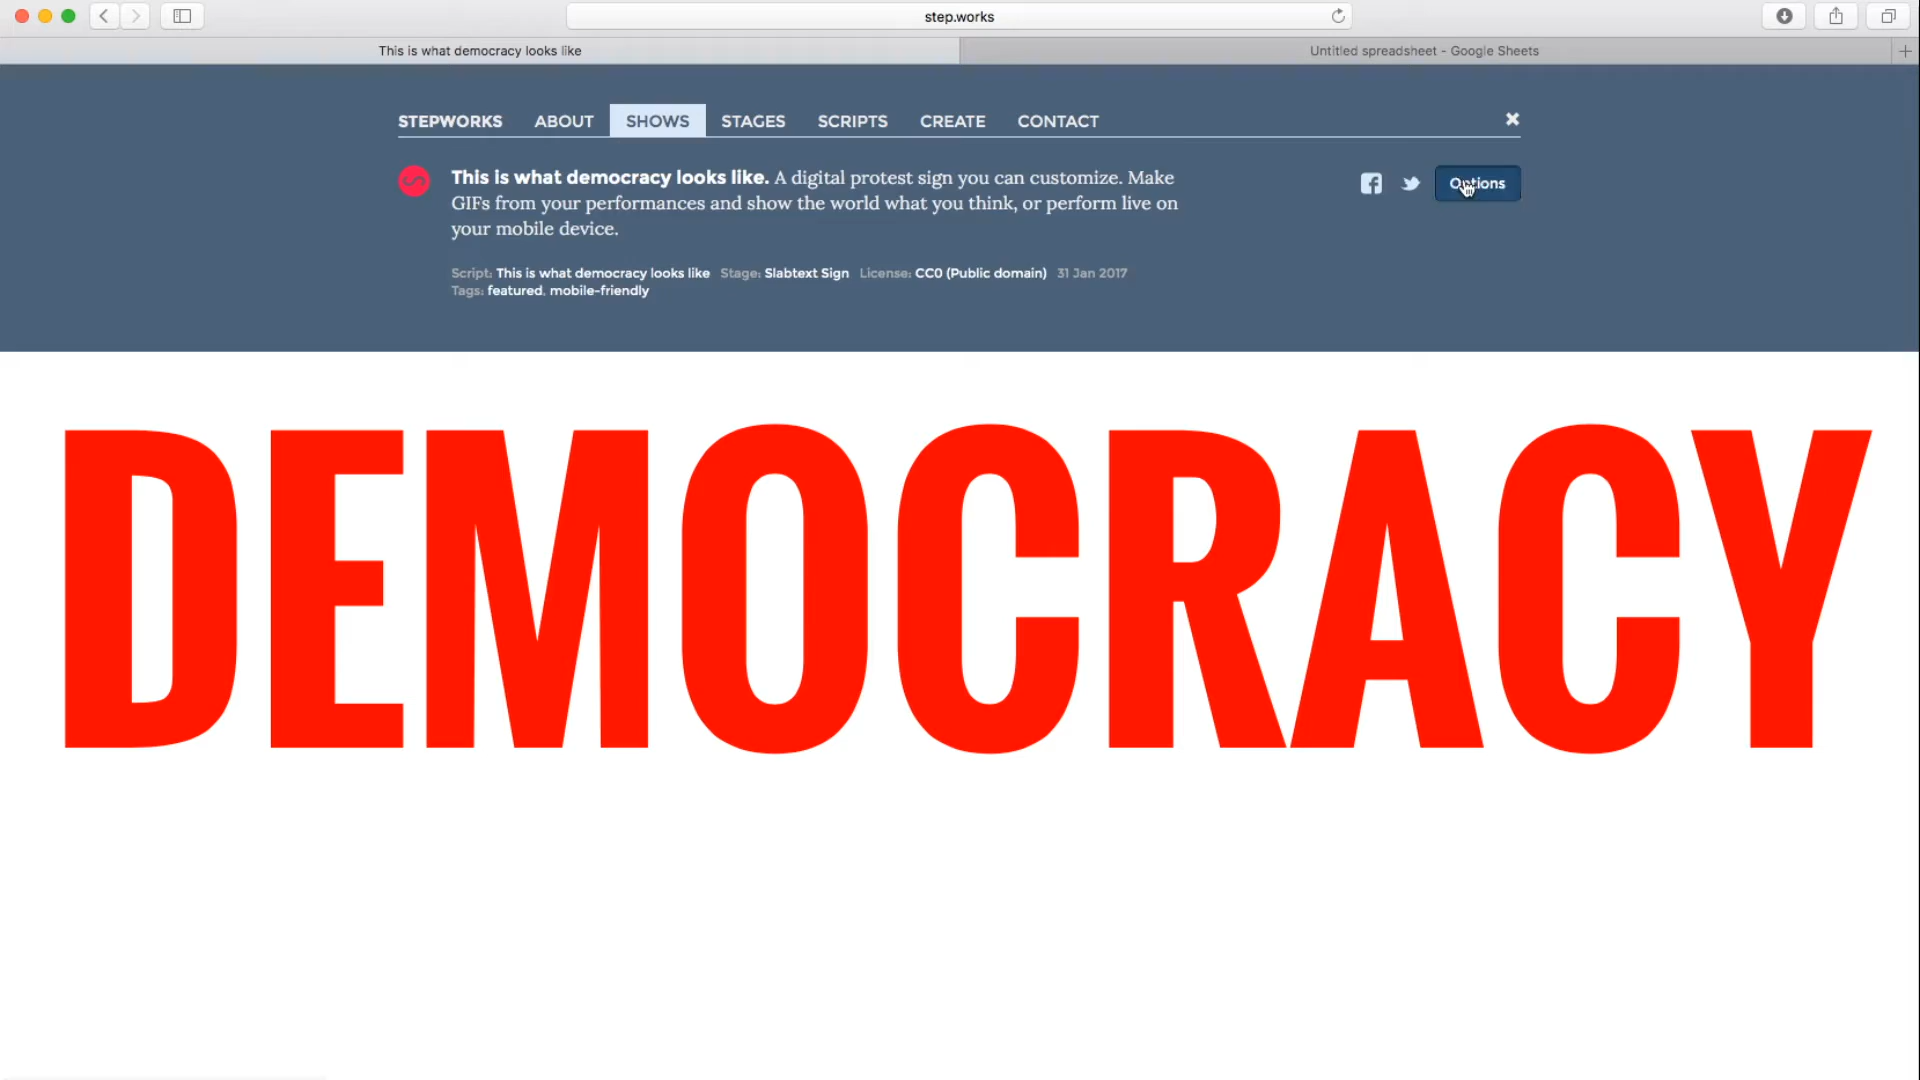 step.works
This is what democracy looks like
Untitled spreadsheet - Google Sheets
STEPWORKS ABOUT SHOWS STAGES SCRIPTS CREATE CONTACT
This is what democracy looks like. A digital protest sign you can customize. Make
GIFs from your performances and show the world what you think, or perform live on
your mobile device.
Options
Script: This is what democracy looks like Stage: Slabtext Sign License: CC0 (Public domain) 31 Jan 2017
Tags: featured, mobile-friendly
DEMOCRACY